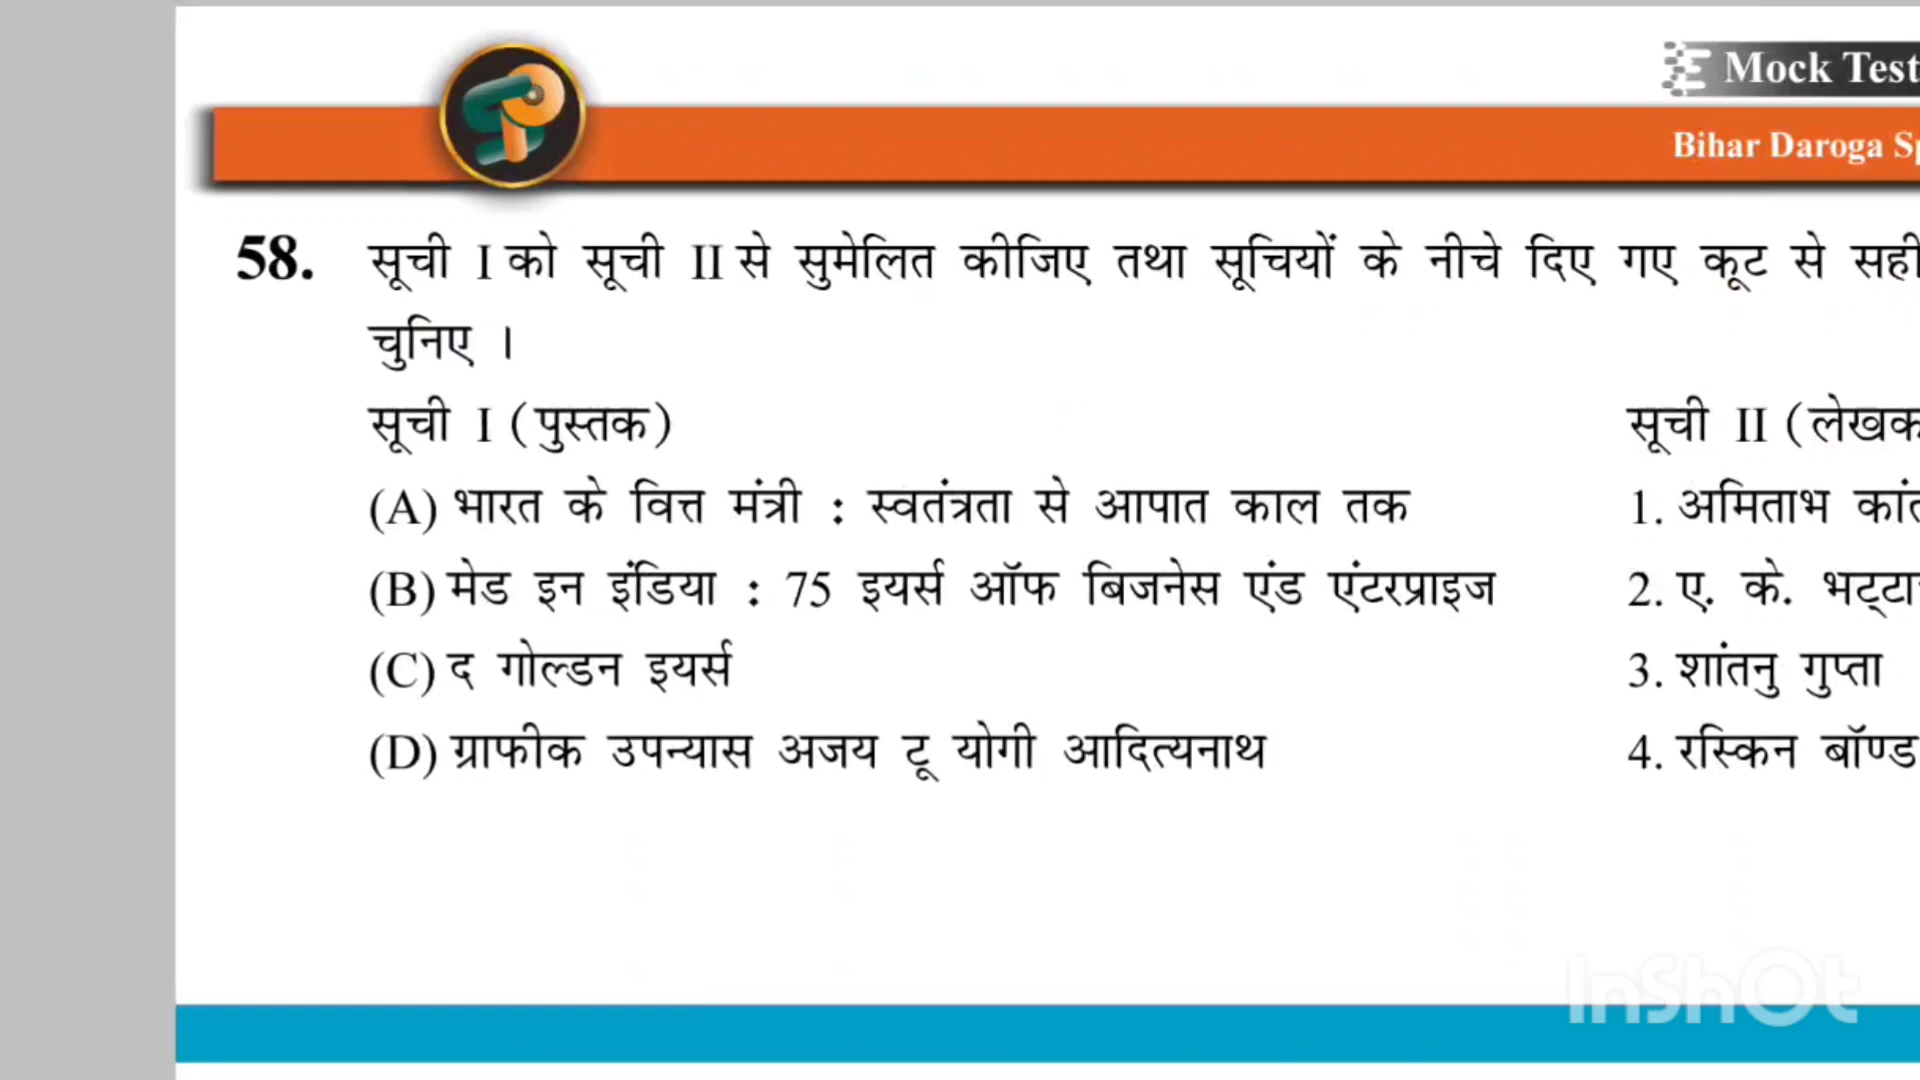 Mock Test
Bihar Daroga
58. सूची I को सूची II से सुमेलित कीजिए तथा सूचियों के नीचे दिए गए कूट से सही
चुनिए ।
सूची I (पुस्तक)
सूची II (लेखक
(A) भारत के वित्त मंत्री : स्वतंत्रता से आपात काल तक
1. अमिताभ
(B) मेड इन इंडिया : 75 इयर्स ऑफ बिजनेस एंड एंटरप्राइज
2. ए. के.
(C) द गोल्डन इयर्स
3. शांतनु गुप्ता
(D) ग्राफीक उपन्यास अजय टू योगी आदित्यनाथ
4. रस्किन बॉण्ड
InShOt